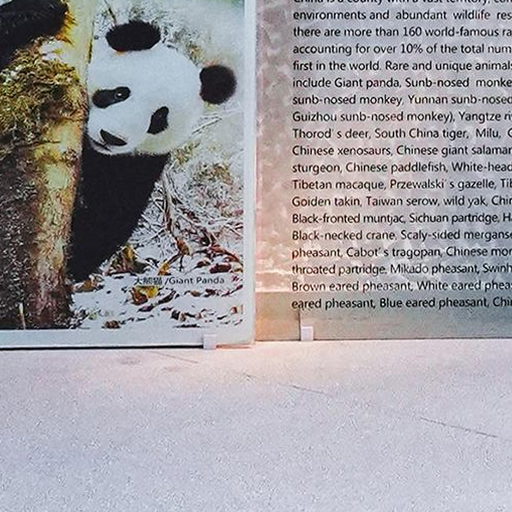 大熊猫 /Giant Panda
China is a county with a vast territory, com
environments and abundant wildlife res
there are more than 160 world-famous ra
accounting for over 10% of the total num
first in the world. Rare and unique animals
include Giant panda, Sunb-nosed monke
sunb-nosed monkey, Yunnan sunb-nosed
Guizhou sunb-nosed monkey), Yangtze ri
Thorod's deer, South China tiger, Milu, C
Chinese xenosaurs, Chinese giant salaman
sturgeon, Chinese paddlefish, White-head
Tibetan macaque, Przewalski's gazelle, Tib
Goiden takin, Taiwan serow, wild yak, Chin
Black-fronted muntjac, Sichuan partridge, Ha
Black-necked crane, Scaly-sided merganse
pheasant, Cabot's tragopan, Chinese mon
throated partridge, Mikado pheasant, Swinh
Brown eared pheasant, White eared pheas
eared pheasant, Blue eared pheasant, Chi